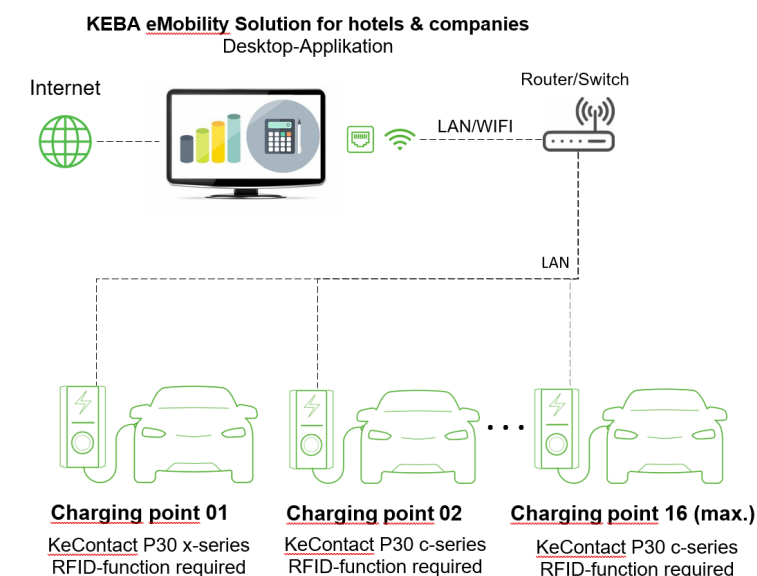 KEBA eMobility Solution for hotels & companies
Desktop-Applikation
Internet
Router/Switch
LAN/WIFI
LAN
Charging point 01
KeContact P30 x-series
RFID-function required
Charging point 02
KeContact P30 c-series
RFID-function required
Charging point 16 (max.)
KeContact P30 c-series
RFID-function required